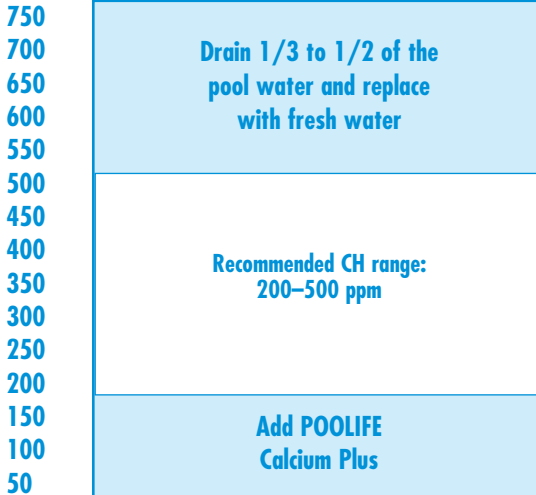 750
700
650
600
550
500
450
400
350
300
250
200
150
100
50
Drain 1/3 to 1/2 of the
pool water and replace
with fresh water
Recommended CH range:
200–500 ppm
Add POOLIFE
Calcium Plus